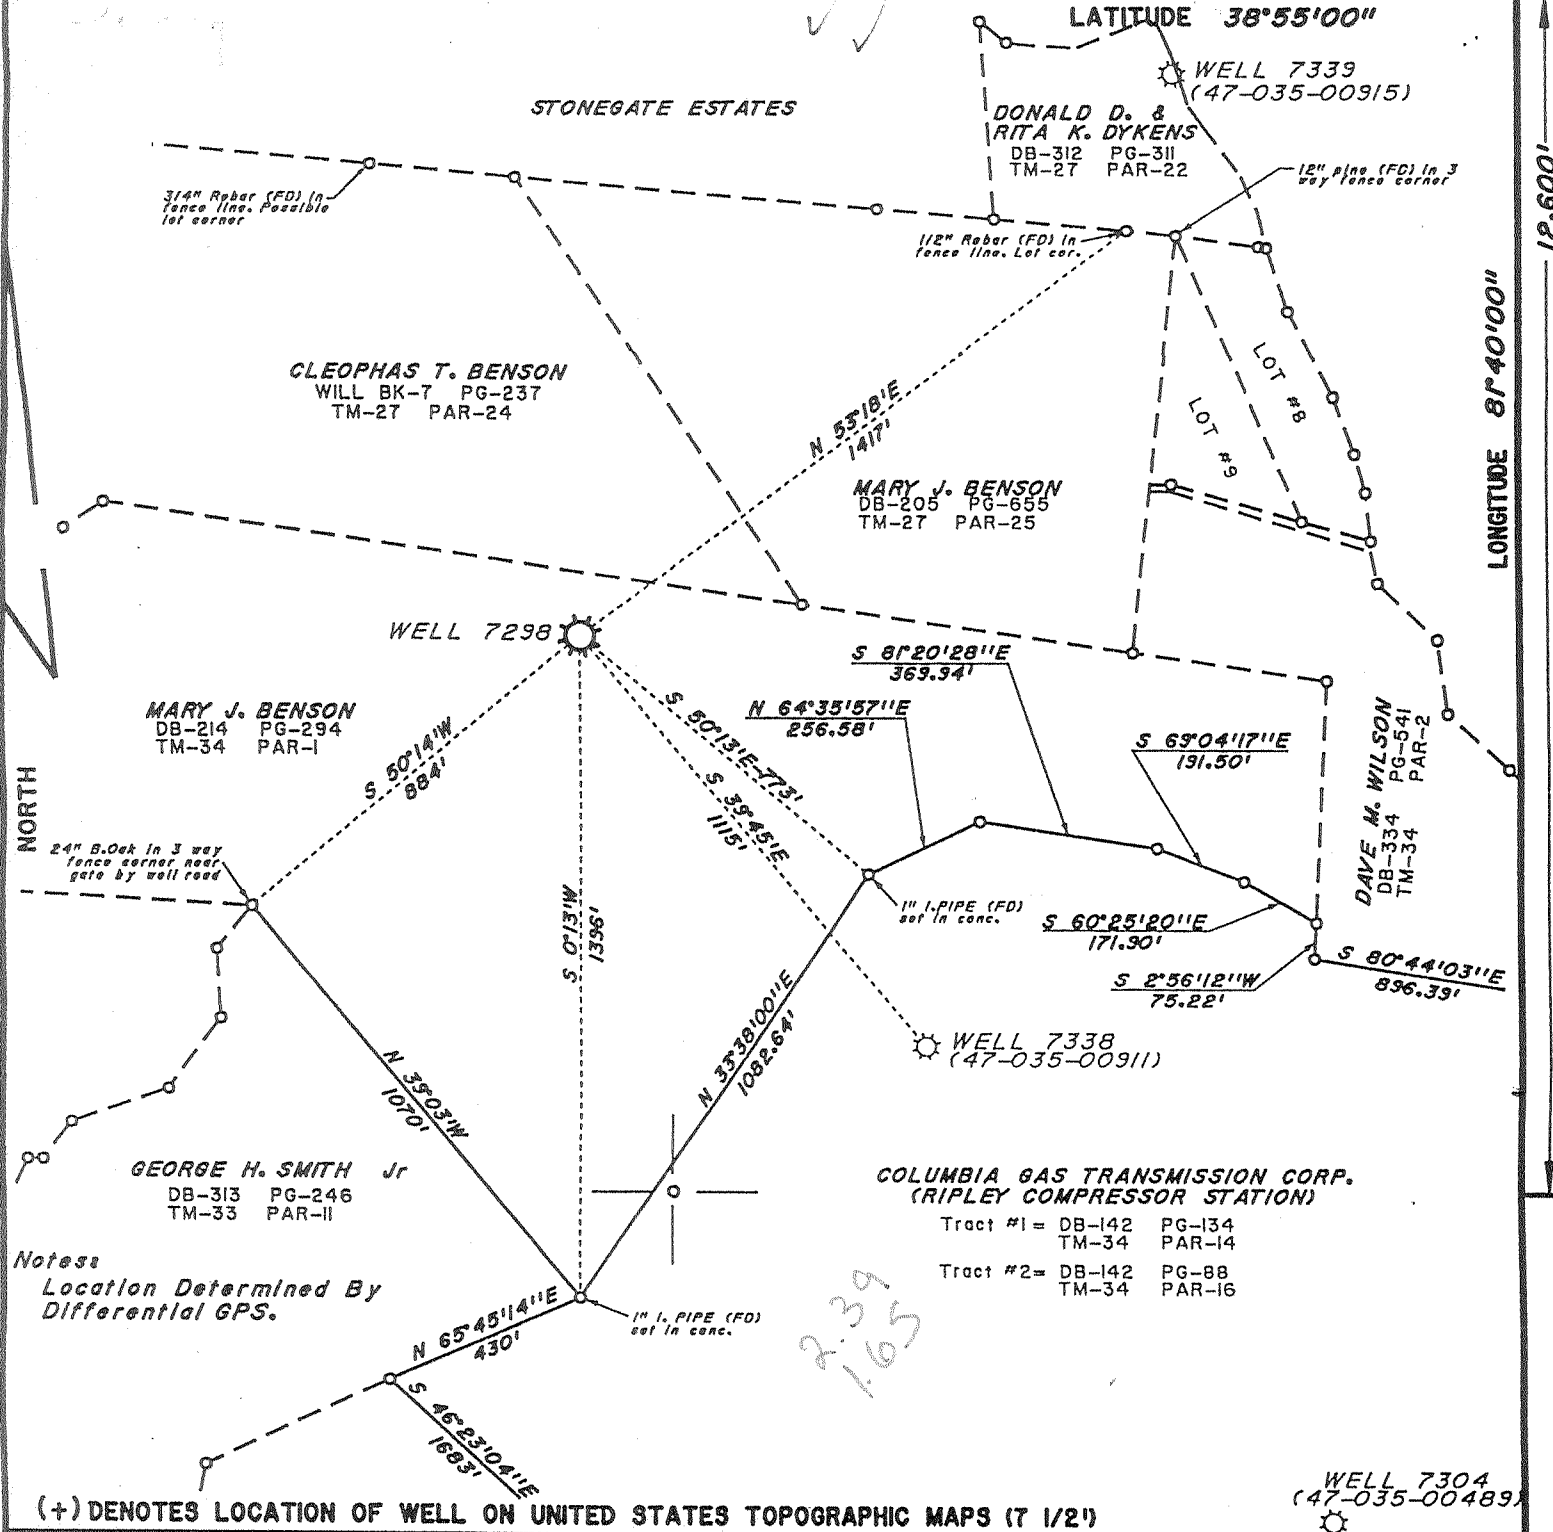 LATITUDE 38°55'00"
12,600'
WELL 7339
(47-035-00915)
STONEGATE ESTATES
DONALD D. &
RITA K. DYKENS
DB-312 PG-311
TM-27 PAR-22
12" pine (FD) in 3
way fence corner
3/4" Rebar (FD) in
fence line. Possible
lot corner
1/2" Rebar (FD) in
fence line. Lot cor.
LONGITUDE 81°40'00"
LOT #8
LOT #9
CLEOPHAS T. BENSON
WILL BK-7 PG-237
TM-27 PAR-24
N 53°18'E
1417'
MARY J. BENSON
DB-205 PG-655
TM-27 PAR-25
WELL 7298
S 81°20'28"E
369.94'
N 64°35'57"E
256.58'
S 69°04'17"E
191.50'
MARY J. BENSON
DB-214 PG-294
TM-34 PAR-1
S 50°14'W
884'
S 50°13'E-773'
S 39°45'E
1115'
DAVE M. WILSON
DB-334 PG-541
TM-34 PAR-2
NORTH
24" B.Oak in 3 way
fence corner near
gate by well road
S 0°13'W
1396'
1" I.PIPE (FD)
set in conc.
S 60°25'20"E
171.90'
S 2°56'12"W
75.22'
S 80°44'03"E
896.39'
N 33°38'00"E
1082.64'
WELL 7338
(47-035-00911)
N 39°03'W
1070'
GEORGE H. SMITH Jr
DB-313 PG-246
TM-33 PAR-11
COLUMBIA GAS TRANSMISSION CORP.
(RIPLEY COMPRESSOR STATION)
Tract #1= DB-142 PG-134
TM-34 PAR-14
Tract #2= DB-142 PG-88
TM-34 PAR-16
Notes:
Location Determined By
Differential GPS.
1" I. PIPE (FD)
set in conc.
2.39
1.65
N 65°45'14"E
430'
S 46°23'04"E
1683'
WELL 7304
(47-035-00489)
(+) DENOTES LOCATION OF WELL ON UNITED STATES TOPOGRAPHIC MAPS (7 1/2')